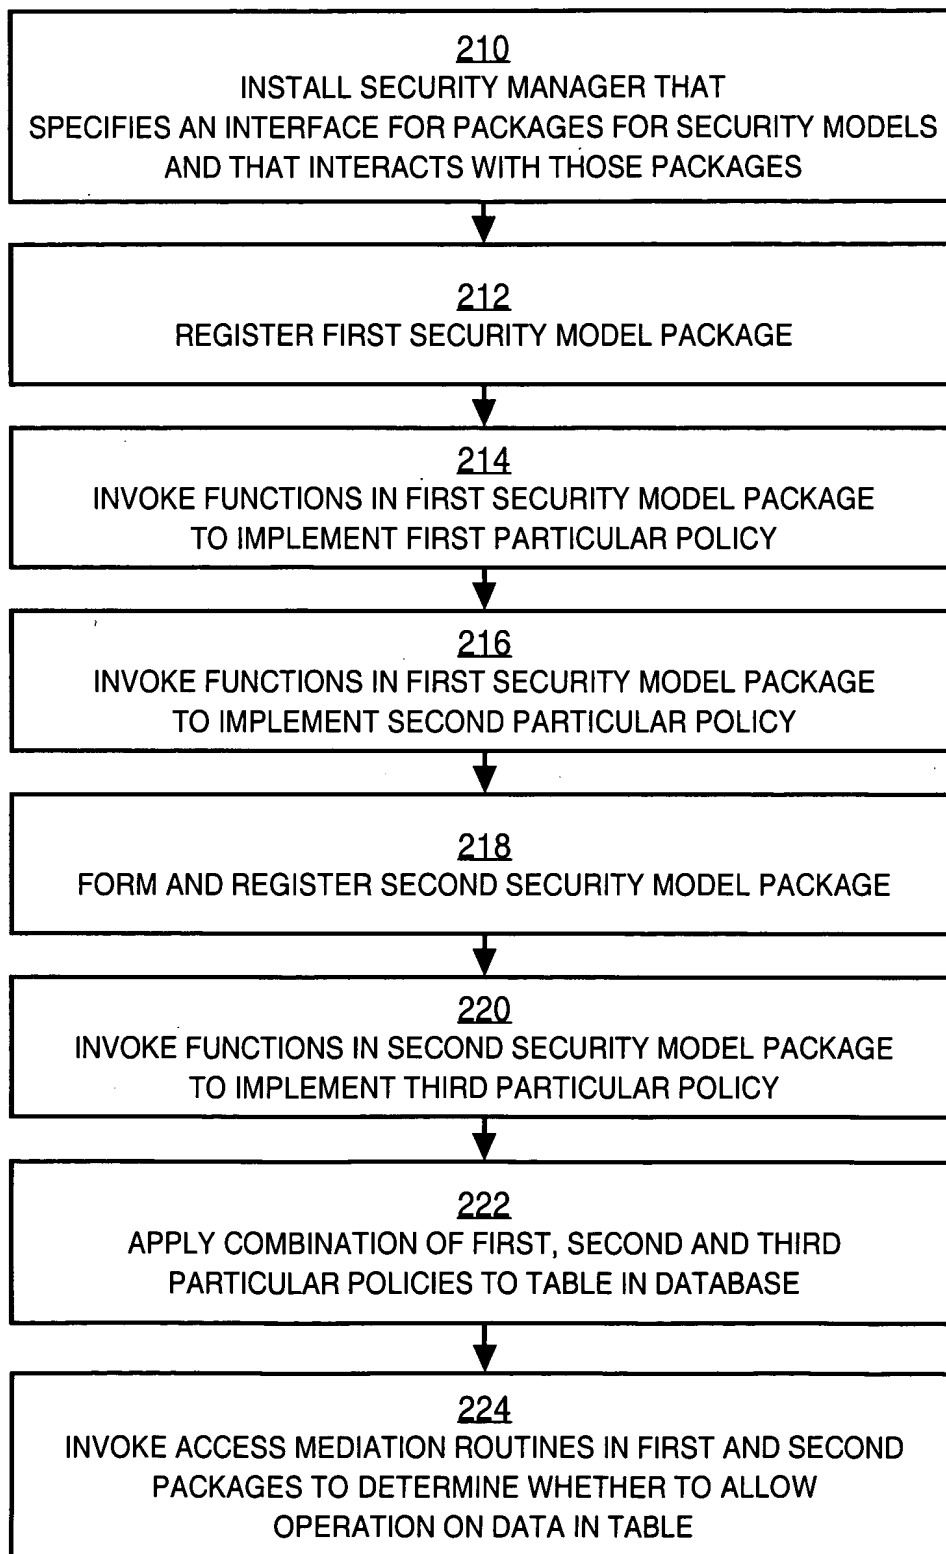 210
INSTALL SECURITY MANAGER THAT
SPECIFIES AN INTERFACE FOR PACKAGES FOR SECURITY MODELS
AND THAT INTERACTS WITH THOSE PACKAGES
212
REGISTER FIRST SECURITY MODEL PACKAGE
214
INVOKE FUNCTIONS IN FIRST SECURITY MODEL PACKAGE
TO IMPLEMENT FIRST PARTICULAR POLICY
216
INVOKE FUNCTIONS IN FIRST SECURITY MODEL PACKAGE
TO IMPLEMENT SECOND PARTICULAR POLICY
218
FORM AND REGISTER SECOND SECURITY MODEL PACKAGE
220
INVOKE FUNCTIONS IN SECOND SECURITY MODEL PACKAGE
TO IMPLEMENT THIRD PARTICULAR POLICY
222
APPLY COMBINATION OF FIRST, SECOND AND THIRD
PARTICULAR POLICIES TO TABLE IN DATABASE
224
INVOKE ACCESS MEDIATION ROUTINES IN FIRST AND SECOND
PACKAGES TO DETERMINE WHETHER TO ALLOW
OPERATION ON DATA IN TABLE